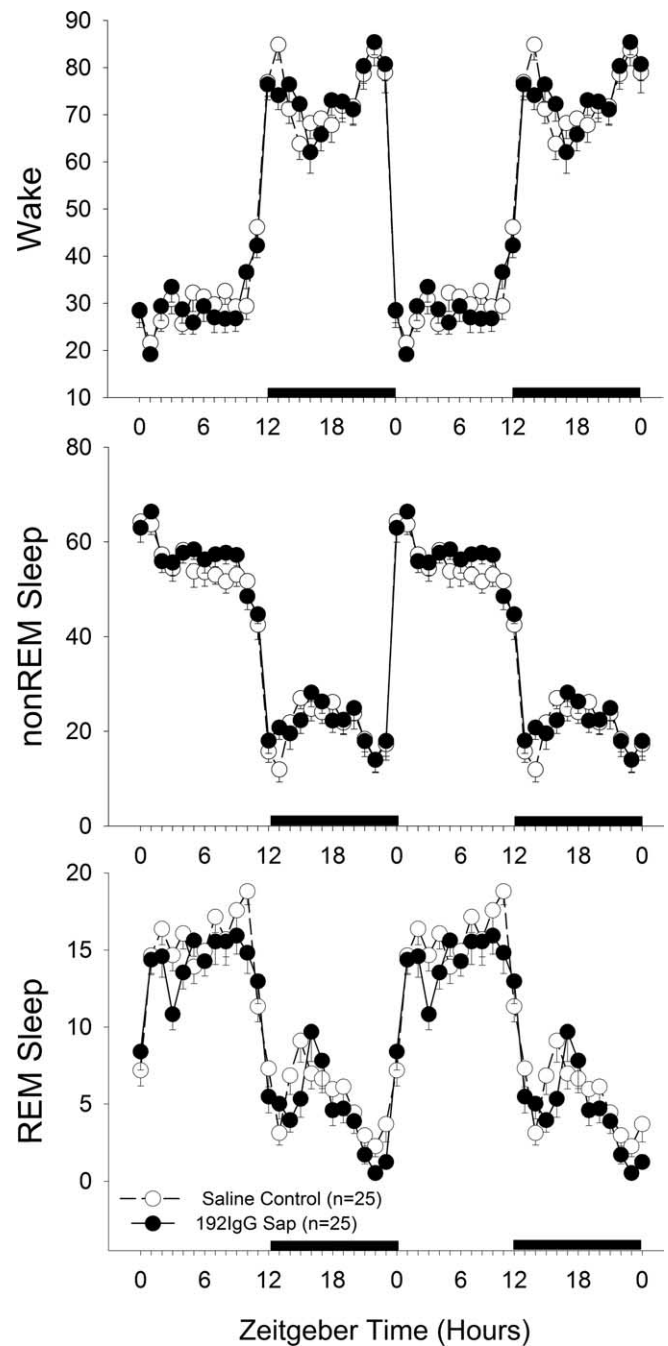 90
80
70
60
50
40
30
20
10
Wake
0 6 12 18 0 6 12 18 0
80
60
40
20
0
nonREM Sleep
0 6 12 18 0 6 12 18 0
20
15
10
5
0
REM Sleep
Saline Control (n=25)
192IgG Sap (n=25)
0 6 12 18 0 6 12 18 0
Zeitgeber Time (Hours)